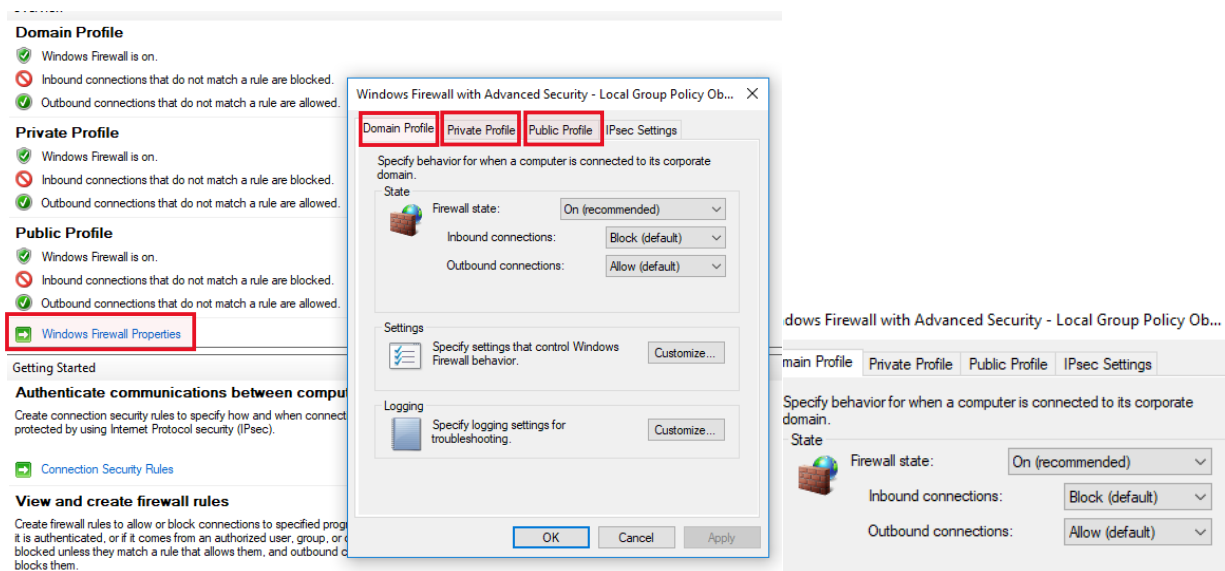 Domain Profile
Windows Firewall is on.
Inbound connections that do not match a rule are blocked.
Outbound connections that do not match a rule are allowed.
Private Profile
Windows Firewall is on.
Inbound connections that do not match a rule are blocked.
Outbound connections that do not match a rule are allowed.
Public Profile
Windows Firewall is on.
Inbound connections that do not match a rule are blocked.
Outbound connections that do not match a rule are allowed.
Windows Firewall Properties
Getting Started
Authenticate communications between compu
Create connection security rules to specify how and when connect
protected by using Internet Protocol security (IPsec).
Connection Security Rules
View and create firewall rules
Create firewall rules to allow or block connections to specified prog
it is authenticated, or if it comes from an authorized user, group, or
blocked unless they match a rule that allows them, and outbound c
blocks them.
Windows Firewall with Advanced Security - Local Group Policy Ob...
Domain Profile Private Profile Public Profile IPsec Settings
Specify behavior for when a computer is connected to its corporate
domain.
State
Firewall state: On (recommended)
Inbound connections: Block (default)
Outbound connections: Allow (default)
Settings
Specify settings that control Windows
Firewall behavior.
Customize...
Logging
Specify logging settings for
troubleshooting.
Customize...
OK Cancel Apply
dows Firewall with Advanced Security - Local Group Policy Ob...
main Profile Private Profile Public Profile IPsec Settings
Specify behavior for when a computer is connected to its corporate
domain.
State
Firewall state: On (recommended)
Inbound connections: Block (default)
Outbound connections: Allow (default)